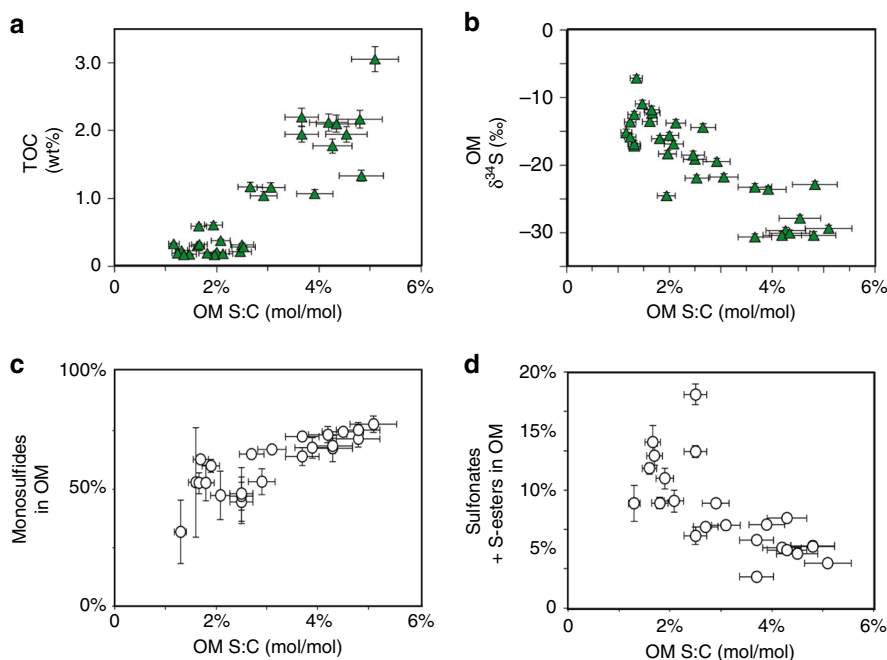 a
3.0
2.0
1.0
0
TOC
(wt%)
0 2% 4% 6%
OM S:C (mol/mol)
b
0
–10
–20
–30
OM
δ34S (‰)
0 2% 4% 6%
OM S:C (mol/mol)
c
100%
50%
0%
Monosulfides
in OM
0 2% 4% 6%
OM S:C (mol/mol)
d
20%
15%
10%
5%
0
Sulfonates
+ S-esters in OM
0 2% 4% 6%
OM S:C (mol/mol)